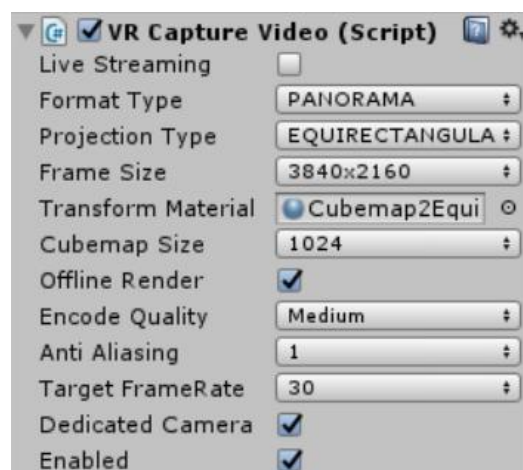 VR Capture Video (Script)
Live Streaming
Format Type PANORAMA
Projection Type EQUIRECTANGULA
Frame Size 3840x2160
Transform Material Cubemap2Equi
Cubemap Size 1024
Offline Render
Encode Quality Medium
Anti Aliasing 1
Target FrameRate 30
Dedicated Camera
Enabled